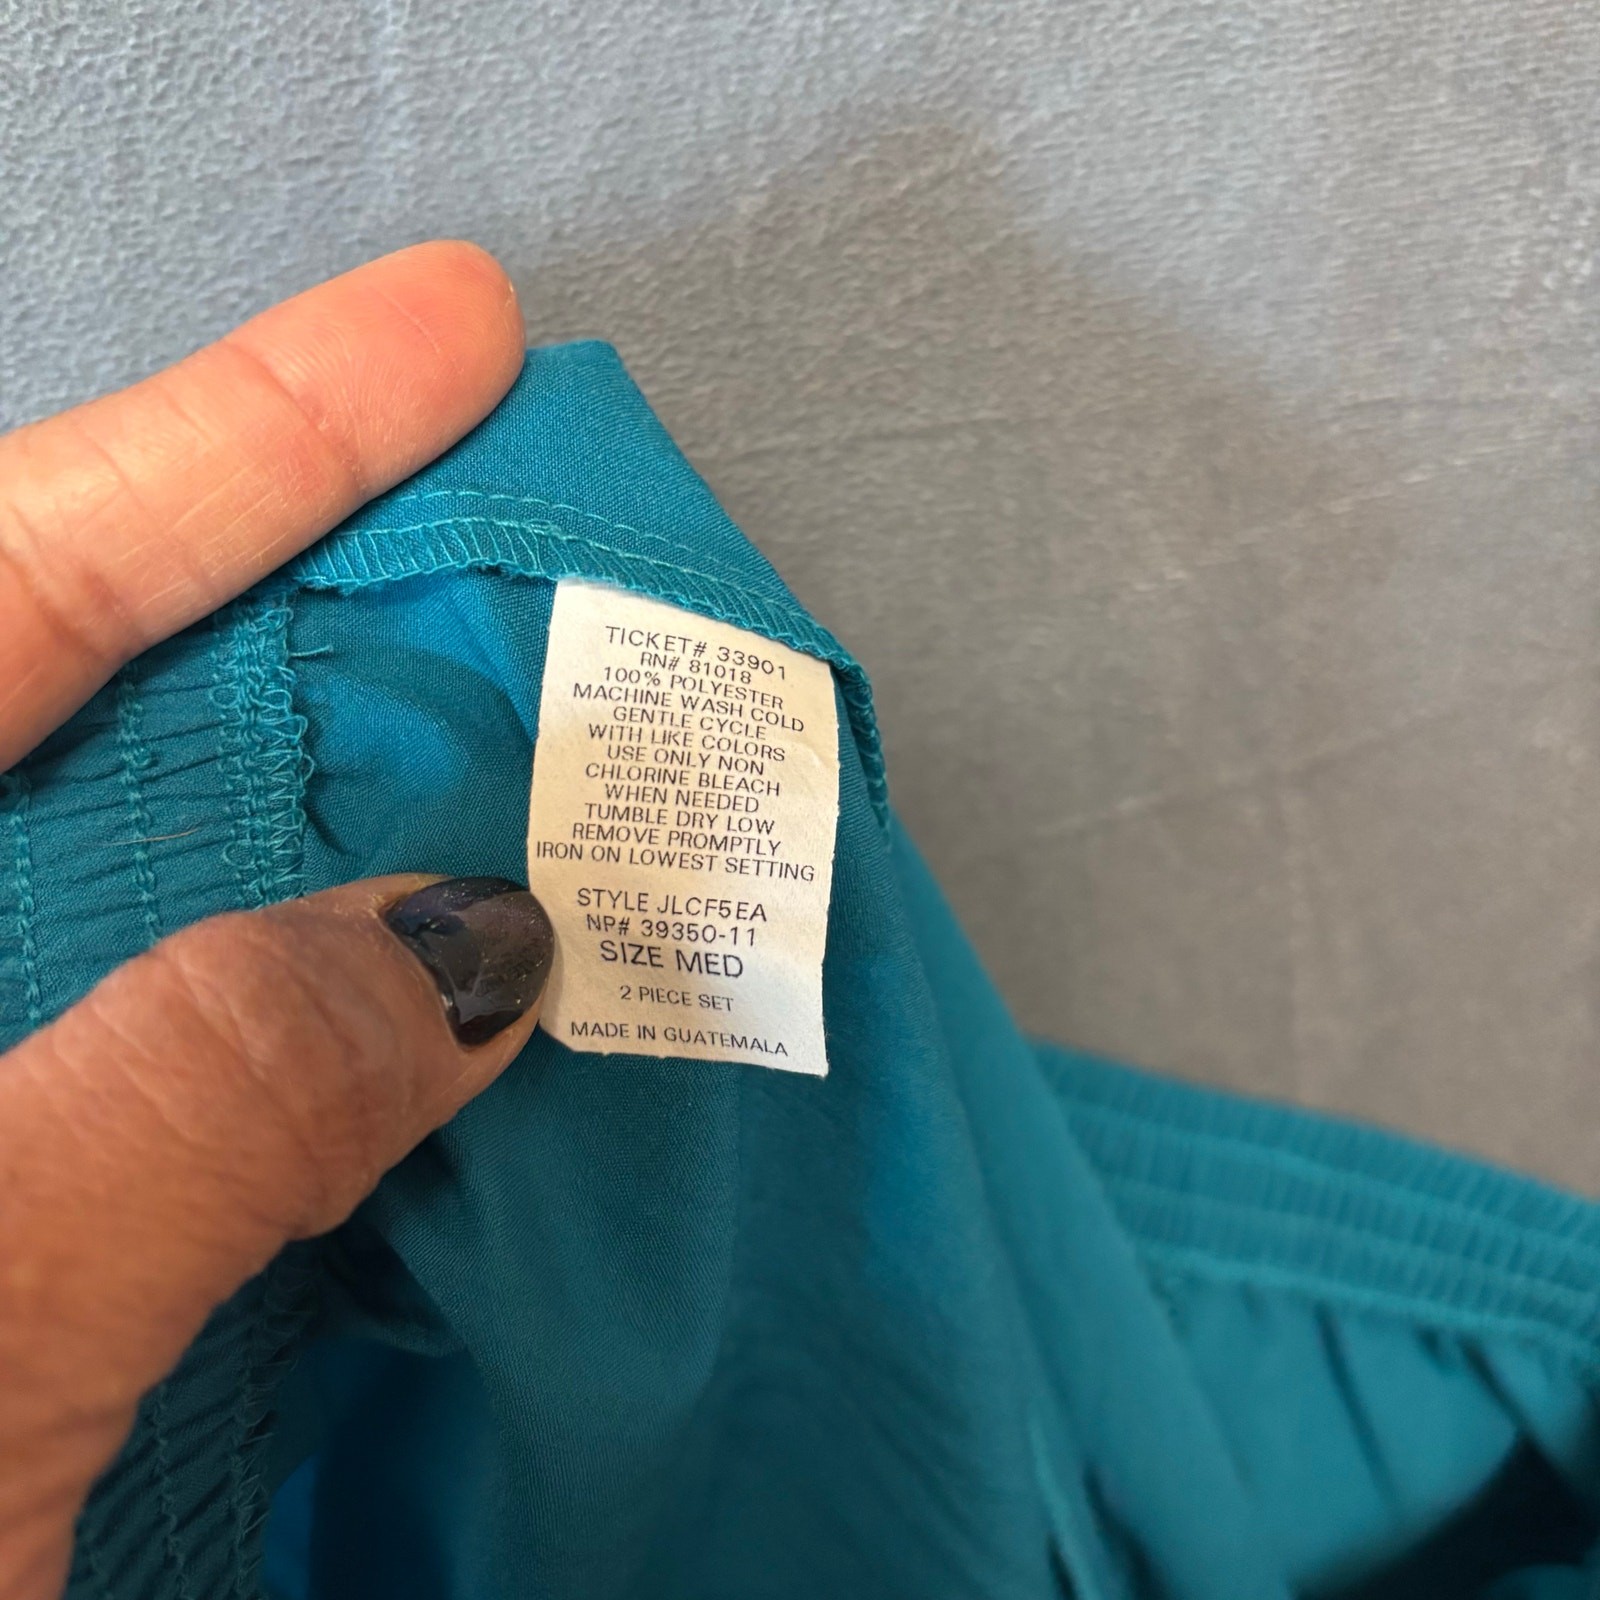 TICKET# 33901
RN# 81018
100% POLYESTER
MACHINE WASH COLD
GENTLE CYCLE
WITH LIKE COLORS
USE ONLY NON
CHLORINE BLEACH
WHEN NEEDED
TUMBLE DRY LOW
REMOVE PROMPTLY
IRON ON LOWEST SETTING
STYLE JLCF5EA
NP# 39350-11
SIZE MED
2 PIECE SET
MADE IN GUATEMALA